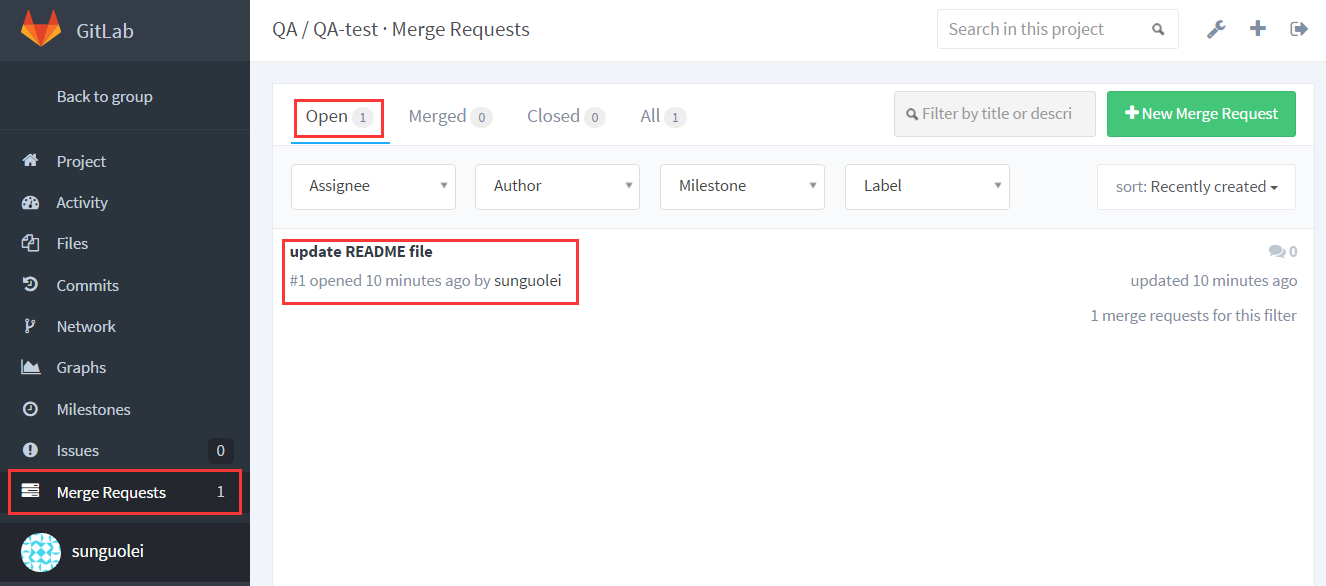 GitLab
QA / QA-test · Merge Requests
Search in this project
Back to group
Project
Activity
Files
Commits
Network
Graphs
Milestones
Issues 0
Merge Requests 1
sunguolei
Open 1 Merged 0 Closed 0 All 1
Filter by title or descri
New Merge Request
Assignee Author Milestone Label
sort: Recently created
update README file
0
#1 opened 10 minutes ago by sunguolei
updated 10 minutes ago
1 merge requests for this filter